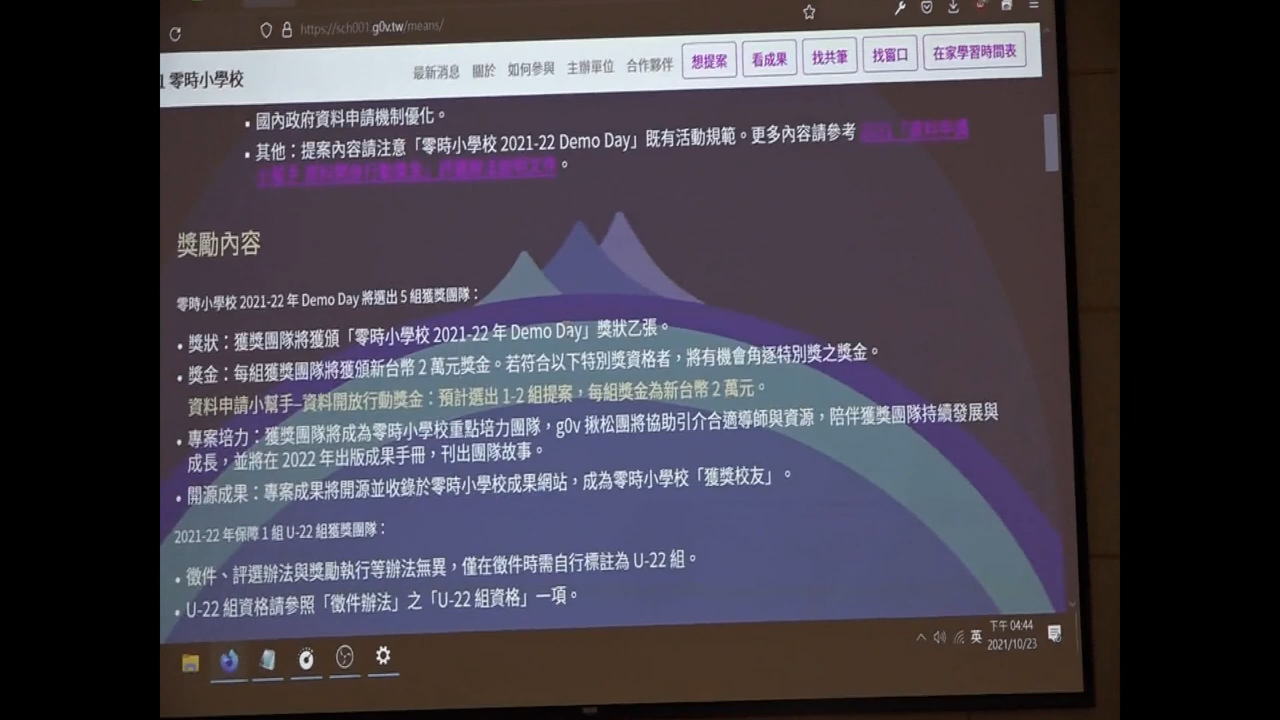 https://sch001.g0v.tw/means/
1 零時小學校
最新消息 關於 如何參與 主辦單位 合作夥伴 想提案 看成果 找共筆 找窗口 在家學習時間表
• 國內政府資料申請機制優化。
• 其他：提案內容請注意「零時小學校 2021-22 Demo Day」既有活動規範。更多內容請參考
。
獎勵內容
零時小學校 2021-22 年 Demo Day 將選出 5 組獲獎團隊：
• 獎狀：獲獎團隊將獲頒「零時小學校 2021-22 年 Demo Day」獎狀乙張。
• 獎金：每組獲獎團隊將獲頒新台幣 2 萬元獎金。若符合以下特別獎資格者，將有機會角逐特別獎之獎金。
資料申請小幫手–資料開放行動獎金：預計選出 1-2 組提案，每組獎金為新台幣 2 萬元。
• 專案培力：獲獎團隊將成為零時小學校重點培力團隊，g0v 揪松團將協助引介合適導師與資源，陪伴獲獎團隊持續發展與
成長，並將在 2022 年出版成果手冊，刊出團隊故事。
• 開源成果：專案成果將開源並收錄於零時小學校成果網站，成為零時小學校「獲獎校友」。
2021-22 年保障 1 組 U-22 組獲獎團隊：
• 徵件、評選辦法與獎勵執行等辦法無異，僅在徵件時需自行標註為 U-22 組。
• U-22 組資格請參照「徵件辦法」之「U-22 組資格」一項。
英
下午 04:44
2021/10/23